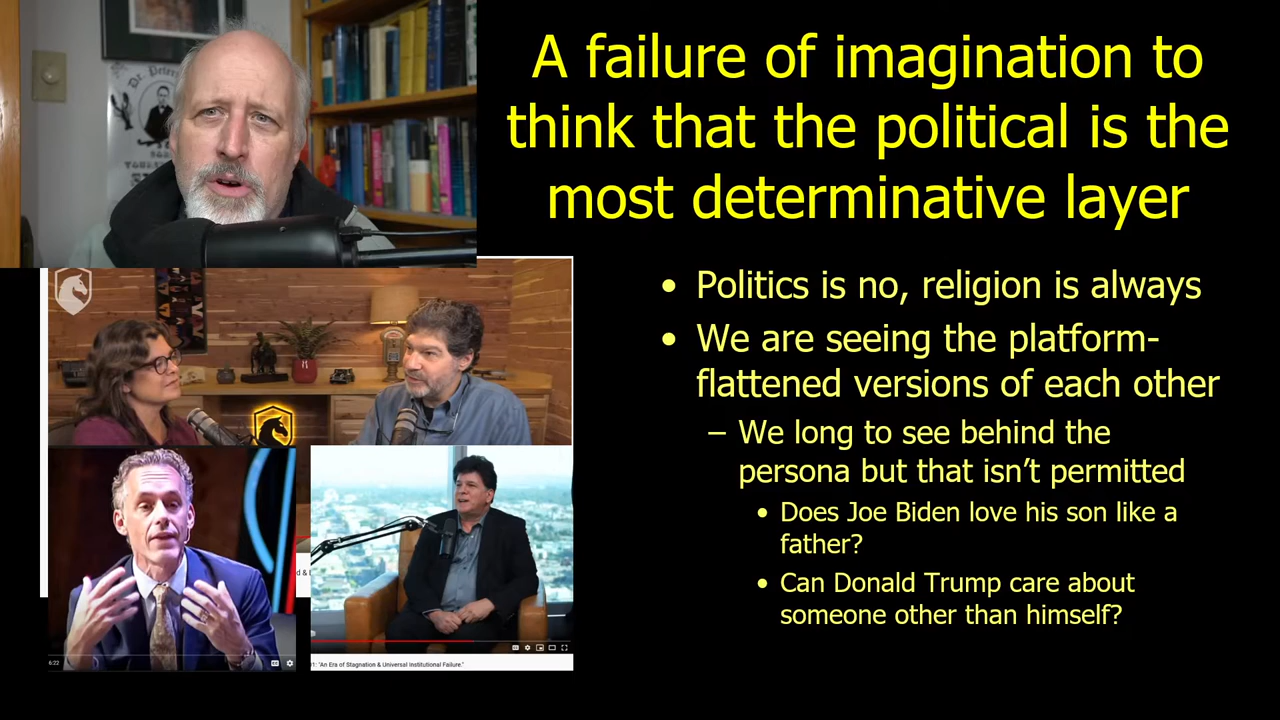 A failure of imagination to
think that the political is the
most determinative layer
• Politics is no, religion is always
• We are seeing the platform-
flattened versions of each other
– We long to see behind the
persona but that isn’t permitted
• Does Joe Biden love his son like a
father?
• Can Donald Trump care about
someone other than himself?
6:22
"An Era of Stagnation & Universal Institutional Failure."